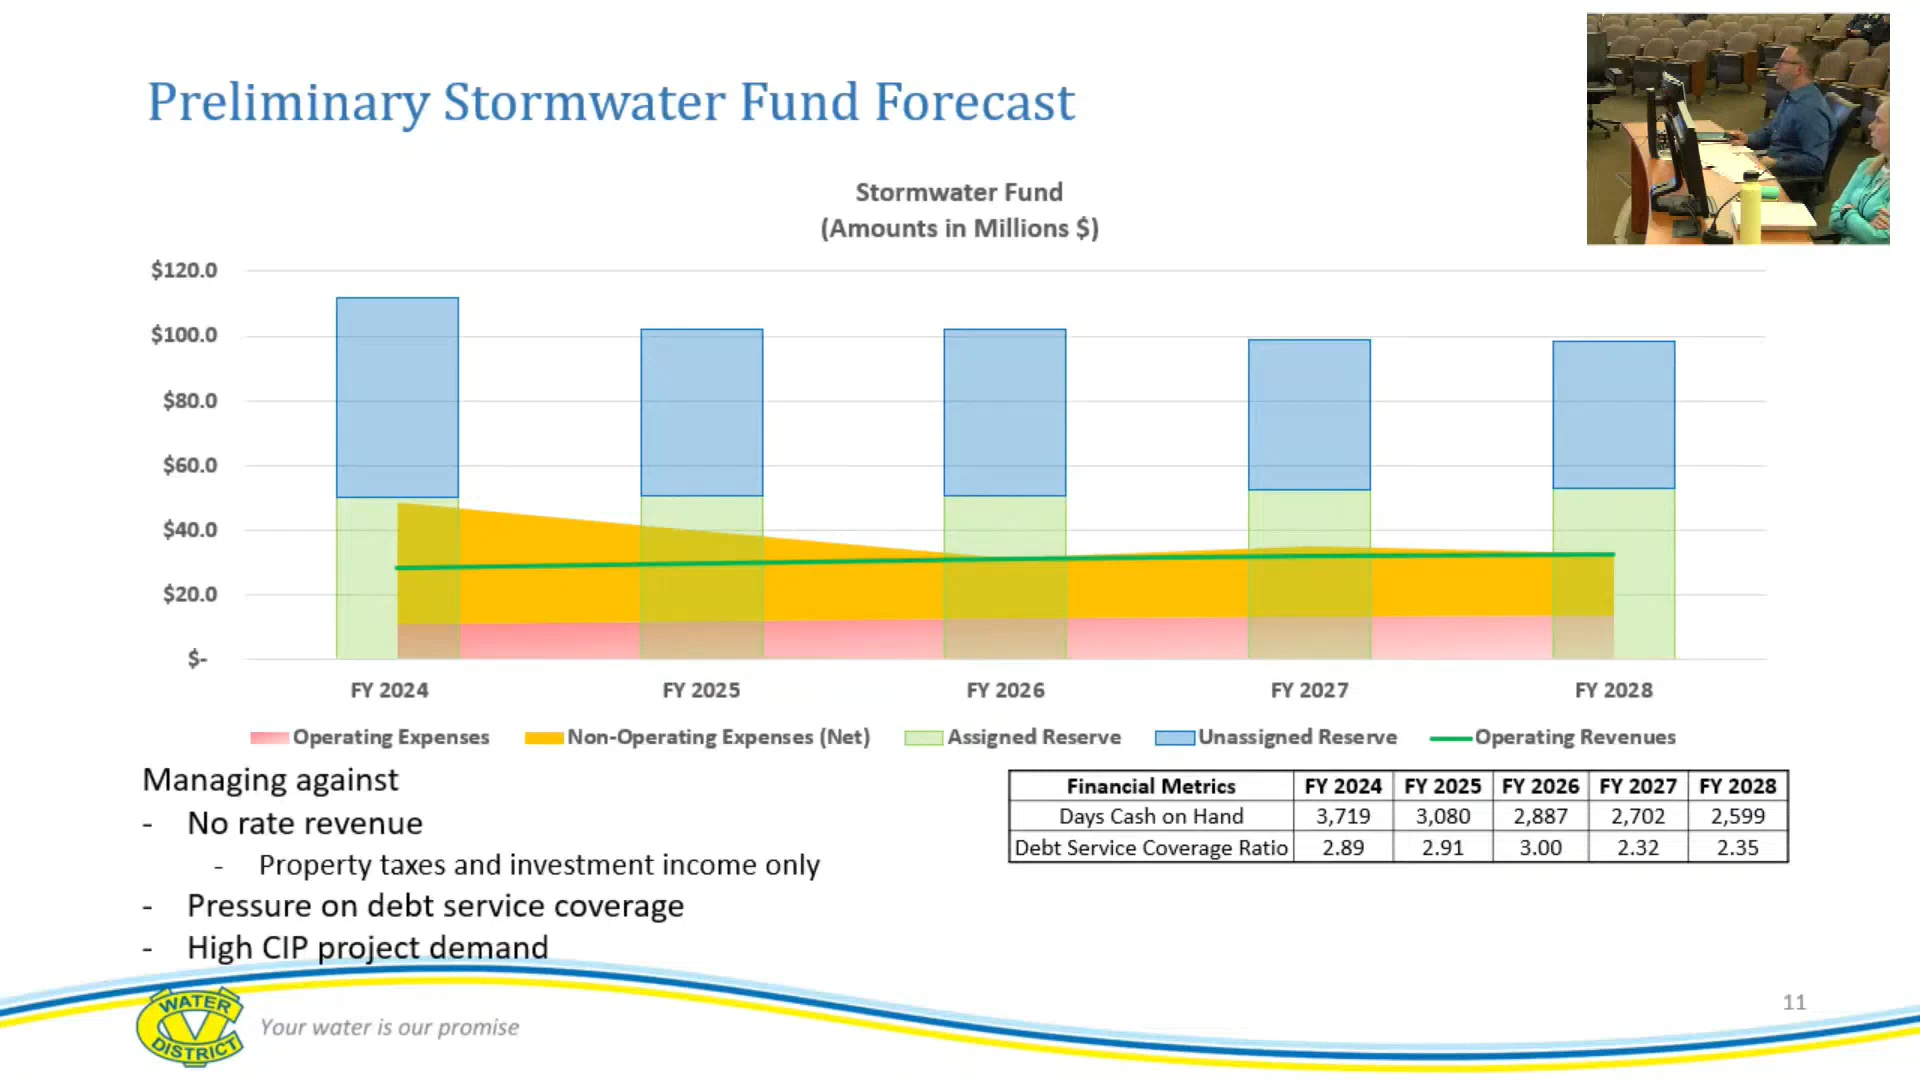 Preliminary Stormwater Fund Forecast
Stormwater Fund
(Amounts in Millions $)
$120.0
$100.0
$80.0
$60.0
$40.0
$20.0
$-
FY 2024 FY 2025 FY 2026 FY 2027 FY 2028
Operating Expenses Non-Operating Expenses (Net) Assigned Reserve Unassigned Reserve Operating Revenues
Managing against
- No rate revenue
- Property taxes and investment income only
- Pressure on debt service coverage
- High CIP project demand
Financial Metrics FY 2024 FY 2025 FY 2026 FY 2027 FY 2028
Days Cash on Hand 3,719 3,080 2,887 2,702 2,599
Debt Service Coverage Ratio 2.89 2.91 3.00 2.32 2.35
WATER
CV
DISTRICT
Your water is our promise
11